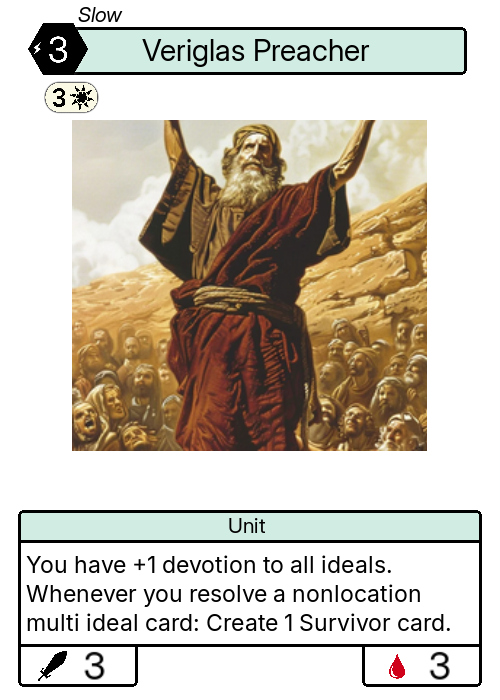 Slow
3
Veriglas Preacher
3
Unit
You have +1 devotion to all ideals.
Whenever you resolve a nonlocation
multi ideal card: Create 1 Survivor card.
3
3